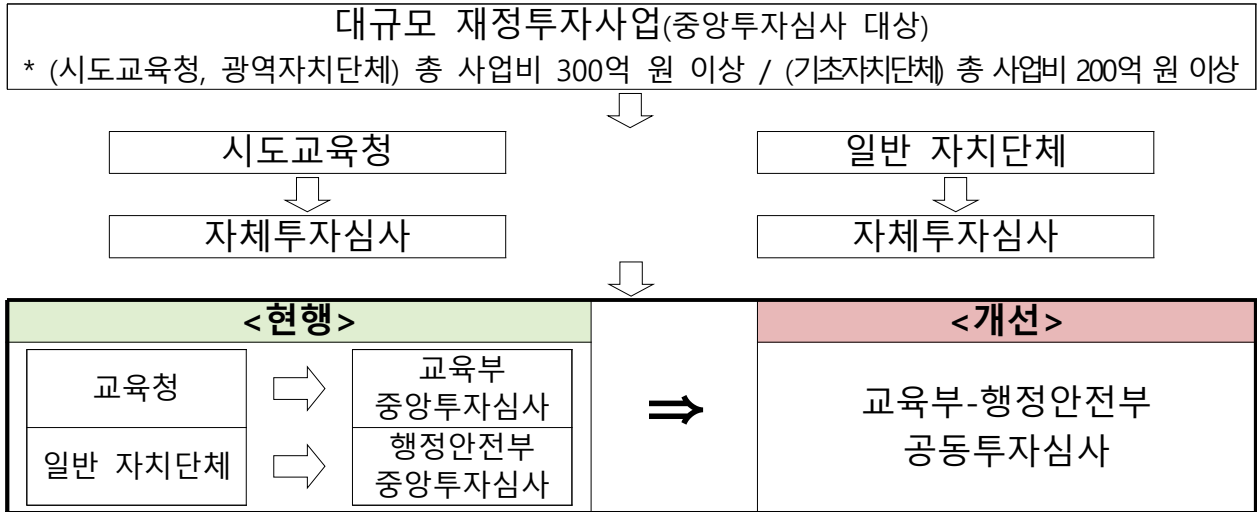 대규모 재정투자사업(중앙투자심사 대상)
* (시도교육청, 광역자치단체) 총 사업비 300억 원 이상 / (기초자치단체) 총 사업비 200억 원 이상
시도교육청
일반 자치단체
자체투자심사
자체투자심사
<현행>
<개선>
교육청
교육부
중앙투자심사
일반 자치단체
행정안전부
중앙투자심사
⇒
교육부-행정안전부
공동투자심사